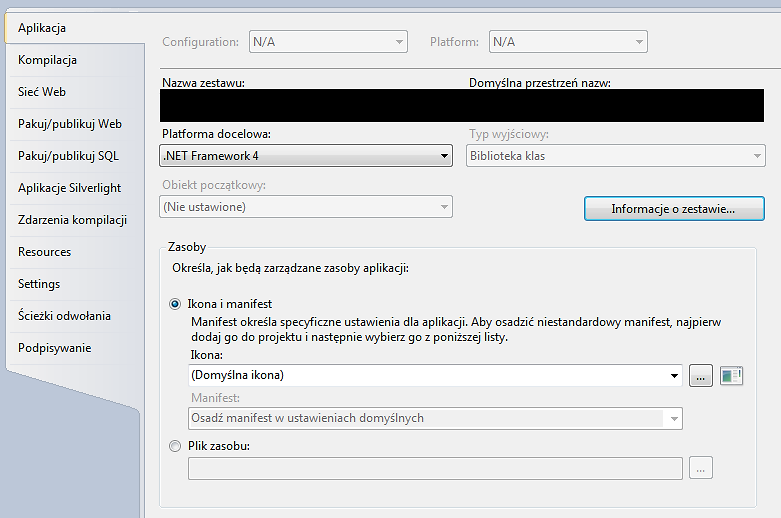 Aplikacja
Kompilacja
Sieć Web
Pakuj/publikuj Web
Pakuj/publikuj SQL
Aplikacje Silverlight
Zdarzenia kompilacji
Resources
Settings
Ścieżki odwołania
Podpisywanie
Configuration: N/A Platform: N/A
Nazwa zestawu: Domyślna przestrzeń nazw:
Platforma docelowa: Typ wyjściowy:
.NET Framework 4 Biblioteka klas
Obiekt początkowy:
(Nie ustawione) Informacje o zestawie...
Zasoby
Określa, jak będą zarządzane zasoby aplikacji:
Ikona i manifest
Manifest określa specyficzne ustawienia dla aplikacji. Aby osadzić niestandardowy manifest, najpierw
dodaj go do projektu i następnie wybierz go z poniższej listy.
Ikona:
(Domyślna ikona) ...
Manifest:
Osadź manifest w ustawieniach domyślnych
Plik zasobu:
...